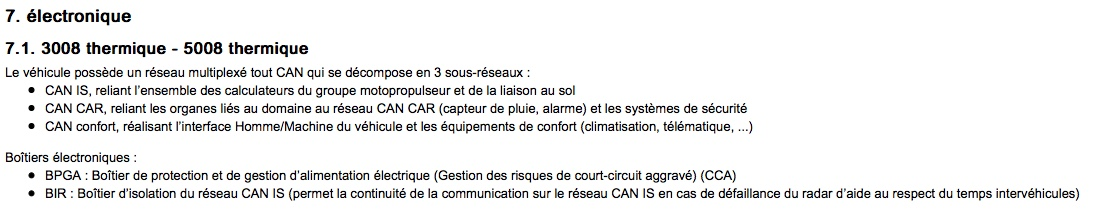 7. électronique
7.1. 3008 thermique - 5008 thermique
Le véhicule possède un réseau multiplexé tout CAN qui se décompose en 3 sous-réseaux :
● CAN IS, reliant l'ensemble des calculateurs du groupe motopropulseur et de la liaison au sol
● CAN CAR, reliant les organes liés au domaine au réseau CAN CAR (capteur de pluie, alarme) et les systèmes de sécurité
● CAN confort, réalisant l'interface Homme/Machine du véhicule et les équipements de confort (climatisation, télématique, ...)
Boîtiers électroniques :
● BPGA : Boîtier de protection et de gestion d'alimentation électrique (Gestion des risques de court-circuit aggravé) (CCA)
● BIR : Boîtier d'isolation du réseau CAN IS (permet la continuité de la communication sur le réseau CAN IS en cas de défaillance du radar d'aide au respect du temps intervéhicules)